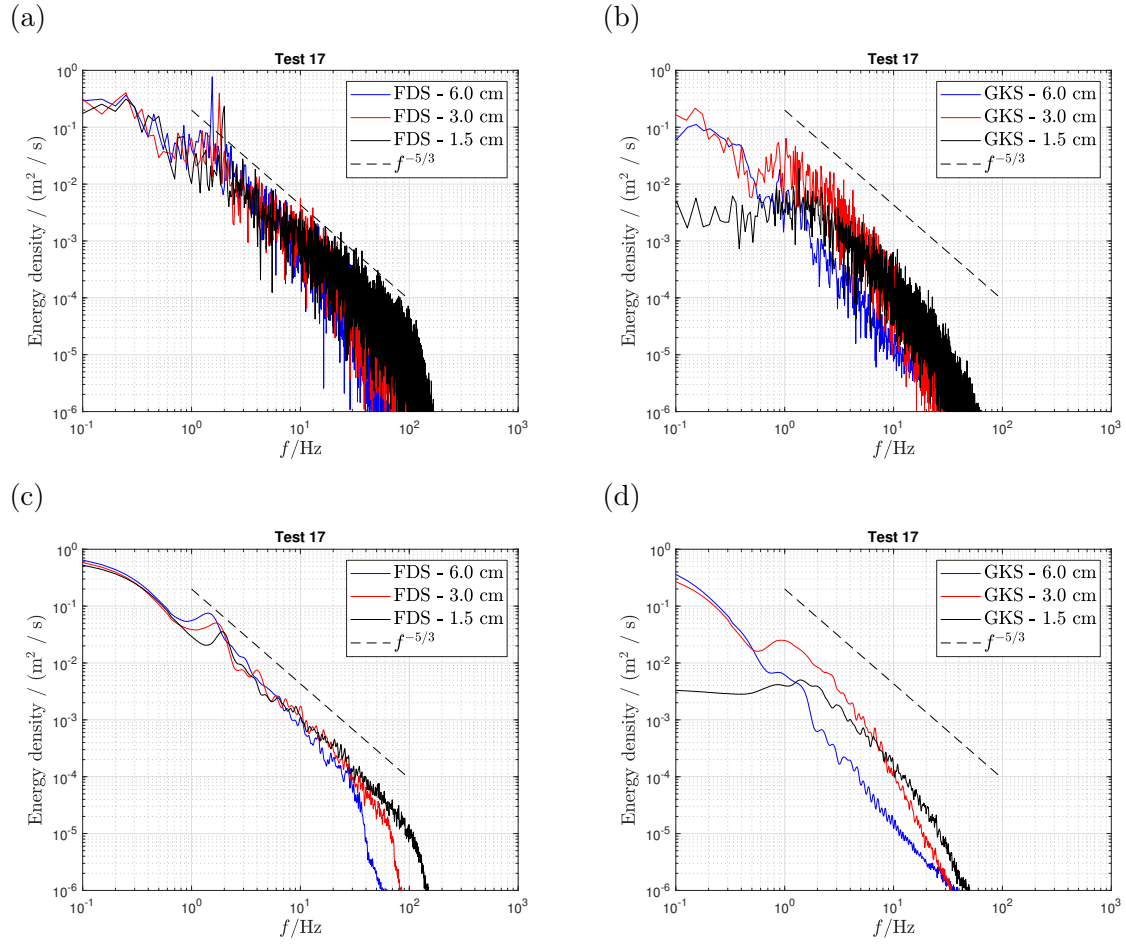 (a)
Test 17
FDS - 6.0 cm
FDS - 3.0 cm
FDS - 1.5 cm
f^{-5/3}
Energy density / (m² / s)
10^0
10^{-1}
10^{-2}
10^{-3}
10^{-4}
10^{-5}
10^{-6}
10^{-1} 10^0 10^1 10^2 10^3
f/Hz
(b)
Test 17
GKS - 6.0 cm
GKS - 3.0 cm
GKS - 1.5 cm
f^{-5/3}
Energy density / (m² / s)
10^0
10^{-1}
10^{-2}
10^{-3}
10^{-4}
10^{-5}
10^{-6}
10^{-1} 10^0 10^1 10^2 10^3
f/Hz
(c)
Test 17
FDS - 6.0 cm
FDS - 3.0 cm
FDS - 1.5 cm
f^{-5/3}
Energy density / (m² / s)
10^0
10^{-1}
10^{-2}
10^{-3}
10^{-4}
10^{-5}
10^{-6}
10^{-1} 10^0 10^1 10^2 10^3
f/Hz
(d)
Test 17
GKS - 6.0 cm
GKS - 3.0 cm
GKS - 1.5 cm
f^{-5/3}
Energy density / (m² / s)
10^0
10^{-1}
10^{-2}
10^{-3}
10^{-4}
10^{-5}
10^{-6}
10^{-1} 10^0 10^1 10^2 10^3
f/Hz